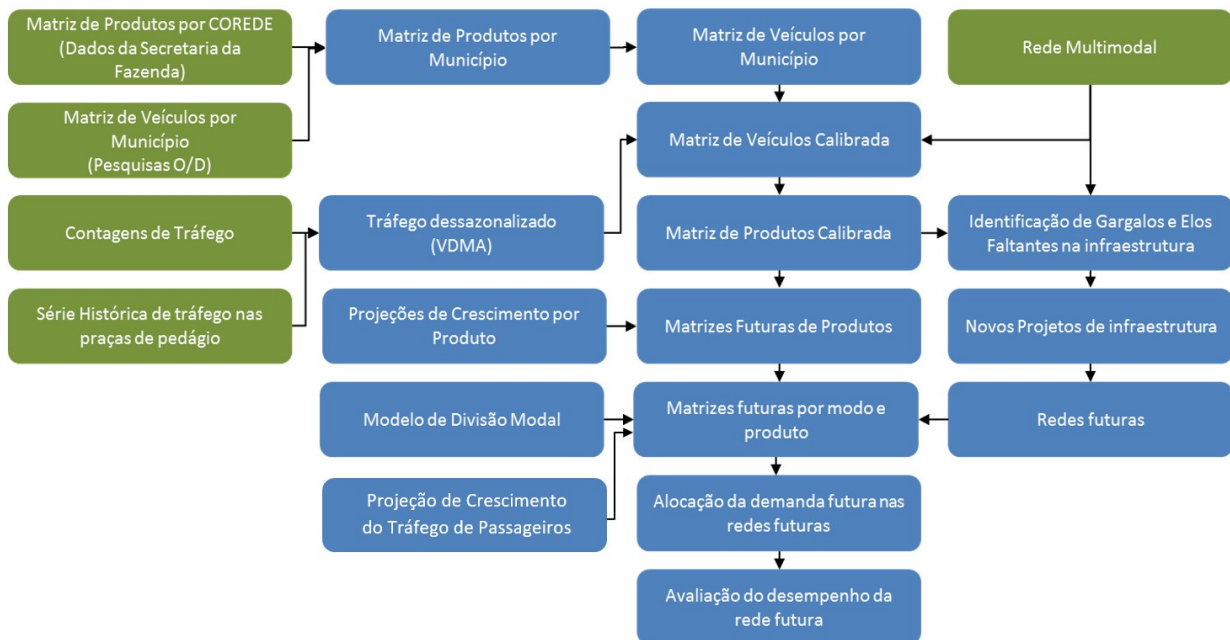 Matriz de Produtos por COREDE
(Dados da Secretaria da
Fazenda)
Matriz de Produtos por
Município
Matriz de Veículos por
Município
Rede Multimodal
Matriz de Veículos por
Município
(Pesquisas O/D)
Matriz de Veículos Calibrada
Contagens de Tráfego
Tráfego dessazonalizado
(VDMA)
Matriz de Produtos Calibrada
Identificação de Gargalos e Elos
Faltantes na infraestrutura
Série Histórica de tráfego nas
praças de pedágio
Projeções de Crescimento por
Produto
Matrizes Futuras de Produtos
Novos Projetos de infraestrutura
Modelo de Divisão Modal
Matrizes futuras por modo e
produto
Redes futuras
Projeção de Crescimento
do Tráfego de Passageiros
Alocação da demanda futura nas
redes futuras
Avaliação do desempenho da
rede futura